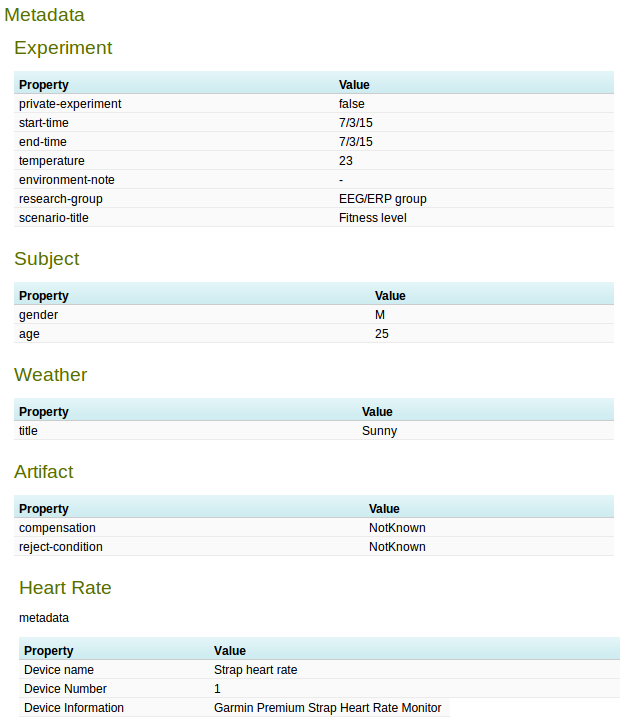 Metadata
Experiment
Property Value
private-experiment false
start-time 7/3/15
end-time 7/3/15
temperature 23
environment-note -
research-group EEG/ERP group
scenario-title Fitness level
Subject
Property Value
gender M
age 25
Weather
Property Value
title Sunny
Artifact
Property Value
compensation NotKnown
reject-condition NotKnown
Heart Rate
metadata
Property Value
Device name Strap heart rate
Device Number 1
Device Information Garmin Premium Strap Heart Rate Monitor